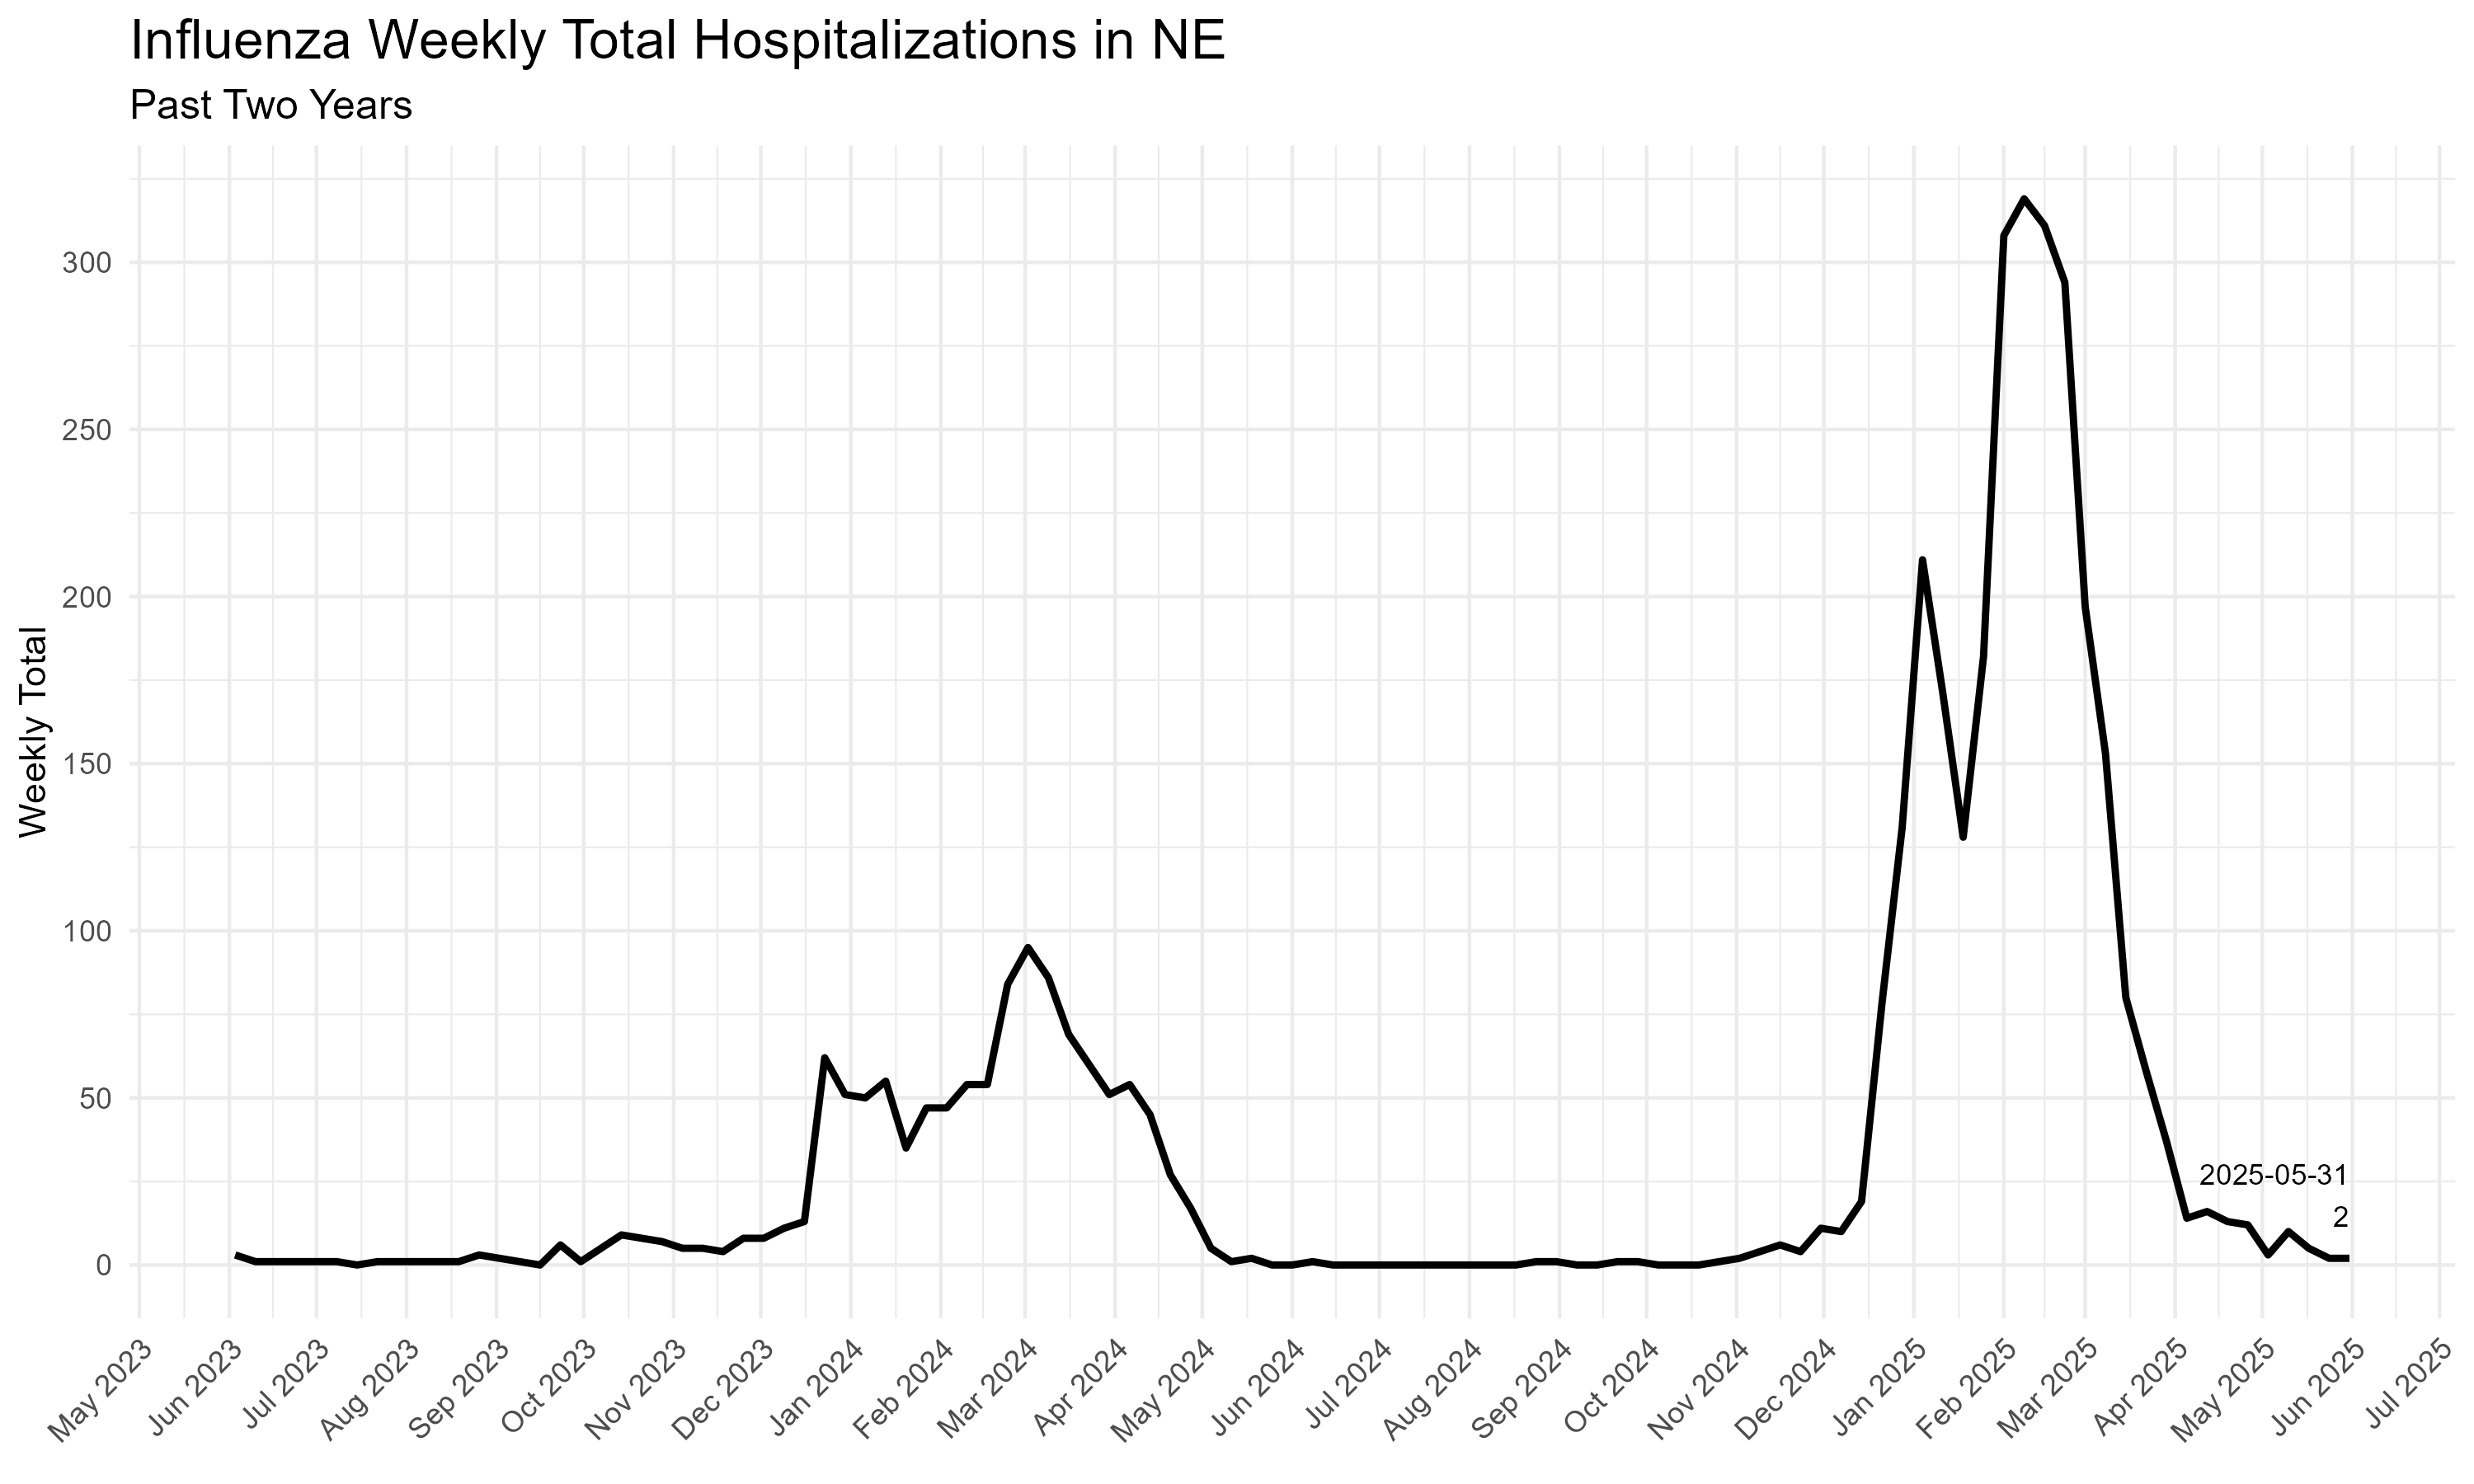 Influenza Weekly Total Hospitalizations in NE
Past Two Years
Weekly Total
300
250
200
150
100
50
0
2025-05-31
2
May 2023
Jun 2023
Jul 2023
Aug 2023
Sep 2023
Oct 2023
Nov 2023
Dec 2023
Jan 2024
Feb 2024
Mar 2024
Apr 2024
May 2024
Jun 2024
Jul 2024
Aug 2024
Sep 2024
Oct 2024
Nov 2024
Dec 2024
Jan 2025
Feb 2025
Mar 2025
Apr 2025
May 2025
Jun 2025
Jul 2025